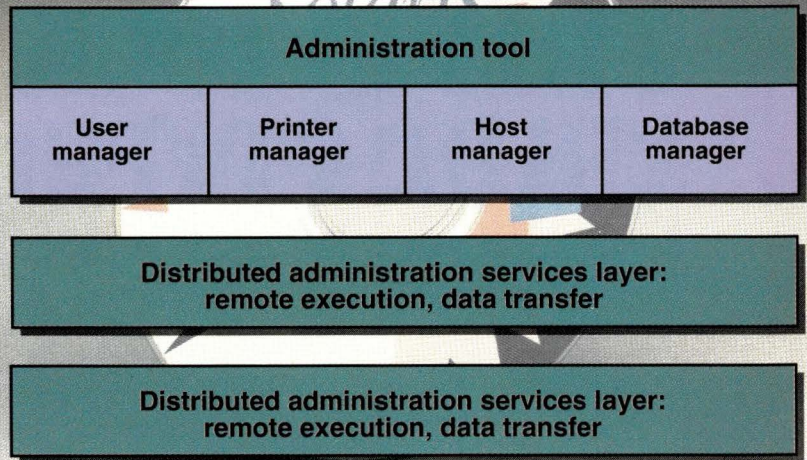 Administration tool
User
manager
Printer
manager
Host
manager
Database
manager
Distributed administration services layer:
remote execution, data transfer
Distributed administration services layer:
remote execution, data transfer